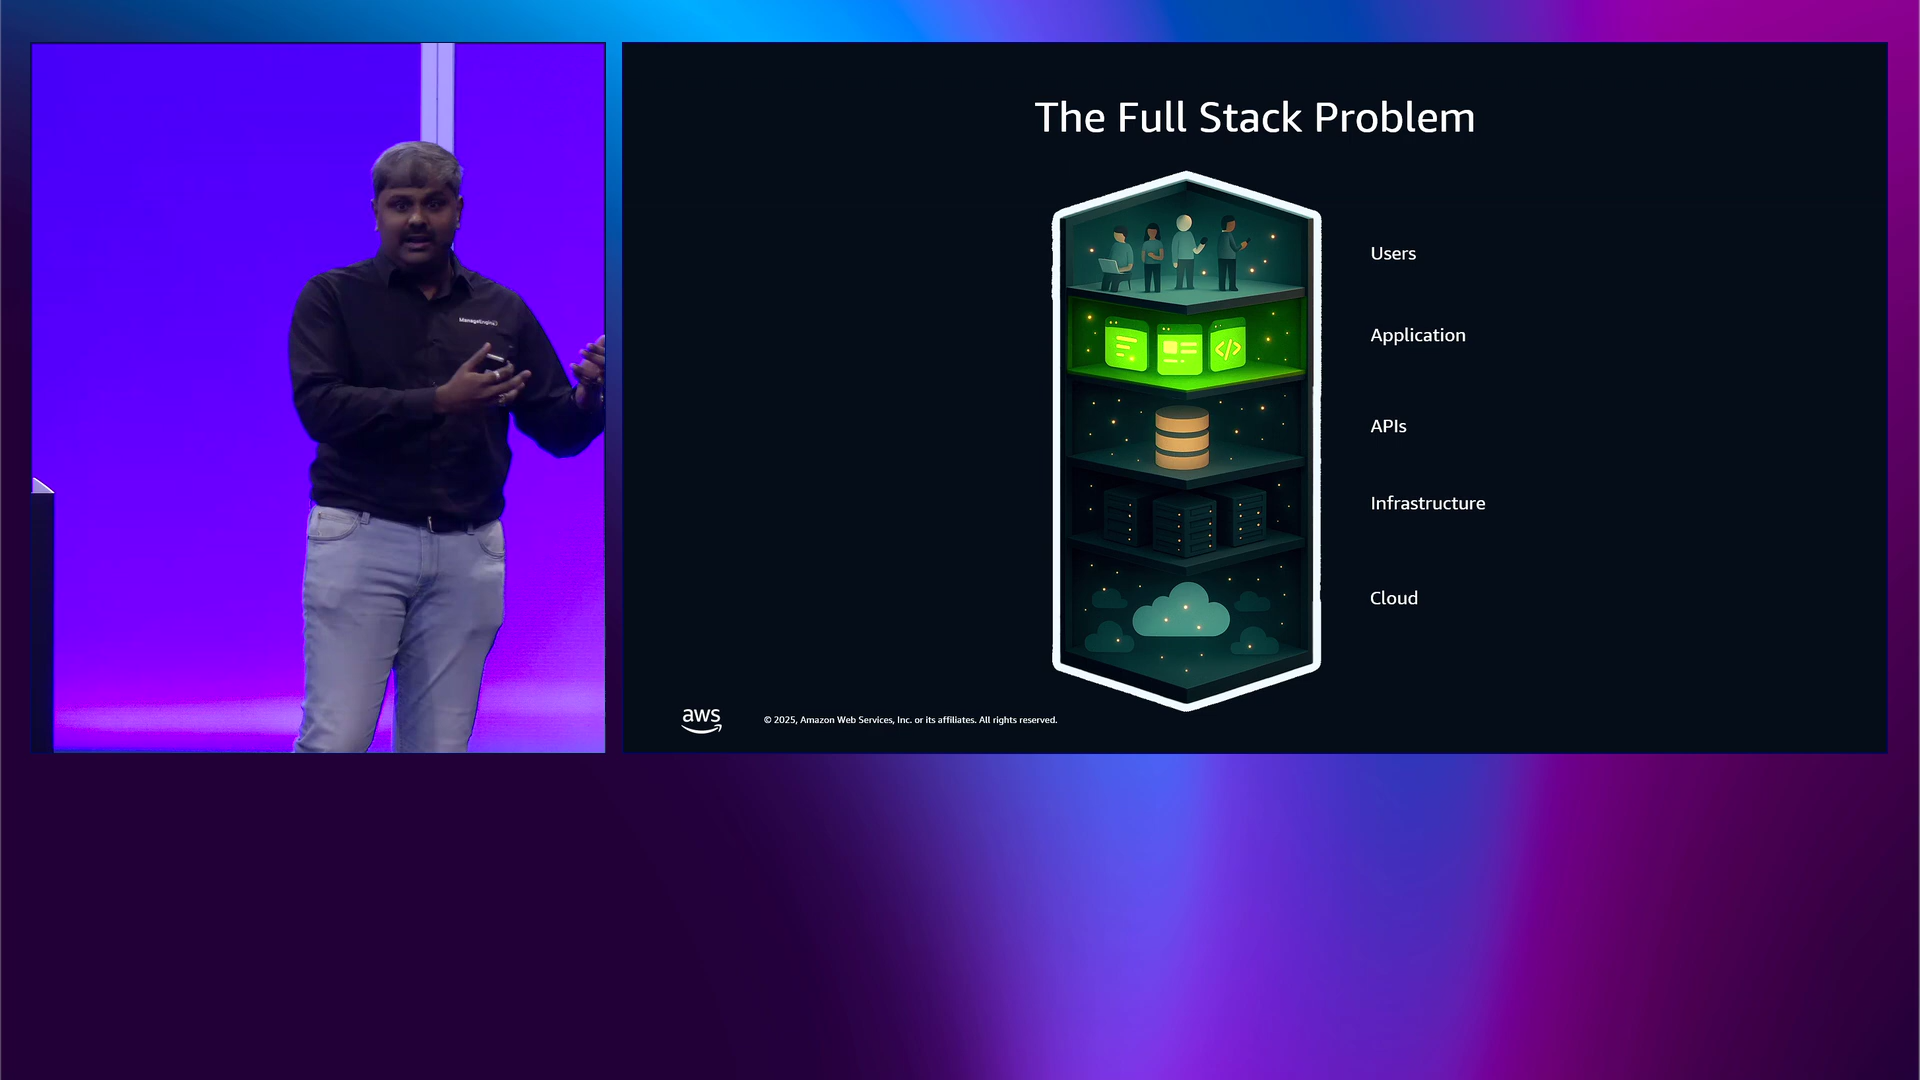 The Full Stack Problem
Users
Application
APIs
Infrastructure
Cloud
</>
ManageEngine
aws
© 2025, Amazon Web Services, Inc. or its affiliates. All rights reserved.